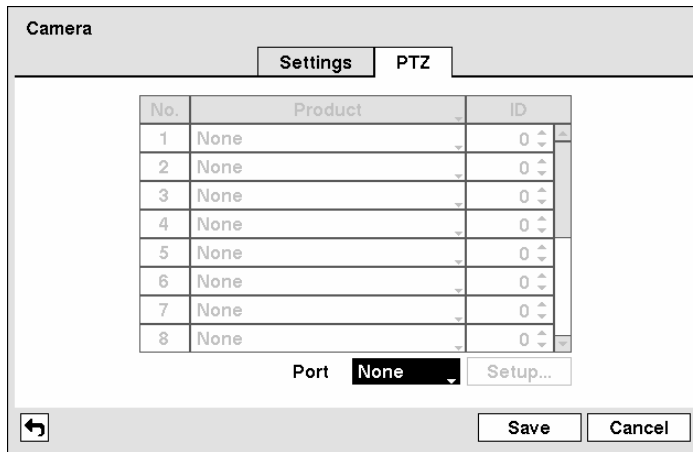 Camera
Settings PTZ
No. Product ID
1 None 0
2 None 0
3 None 0
4 None 0
5 None 0
6 None 0
7 None 0
8 None 0
Port None Setup...
Save Cancel